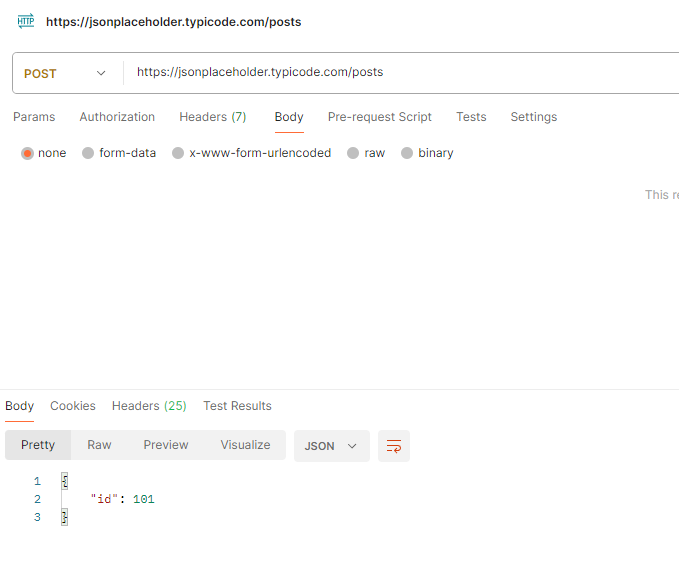 HTTP https://jsonplaceholder.typicode.com/posts
POST https://jsonplaceholder.typicode.com/posts
Params Authorization Headers (7) Body Pre-request Script Tests Settings
none form-data x-www-form-urlencoded raw binary
This re
Body Cookies Headers (25) Test Results
Pretty Raw Preview Visualize JSON
1 {
2 "id": 101
3 }